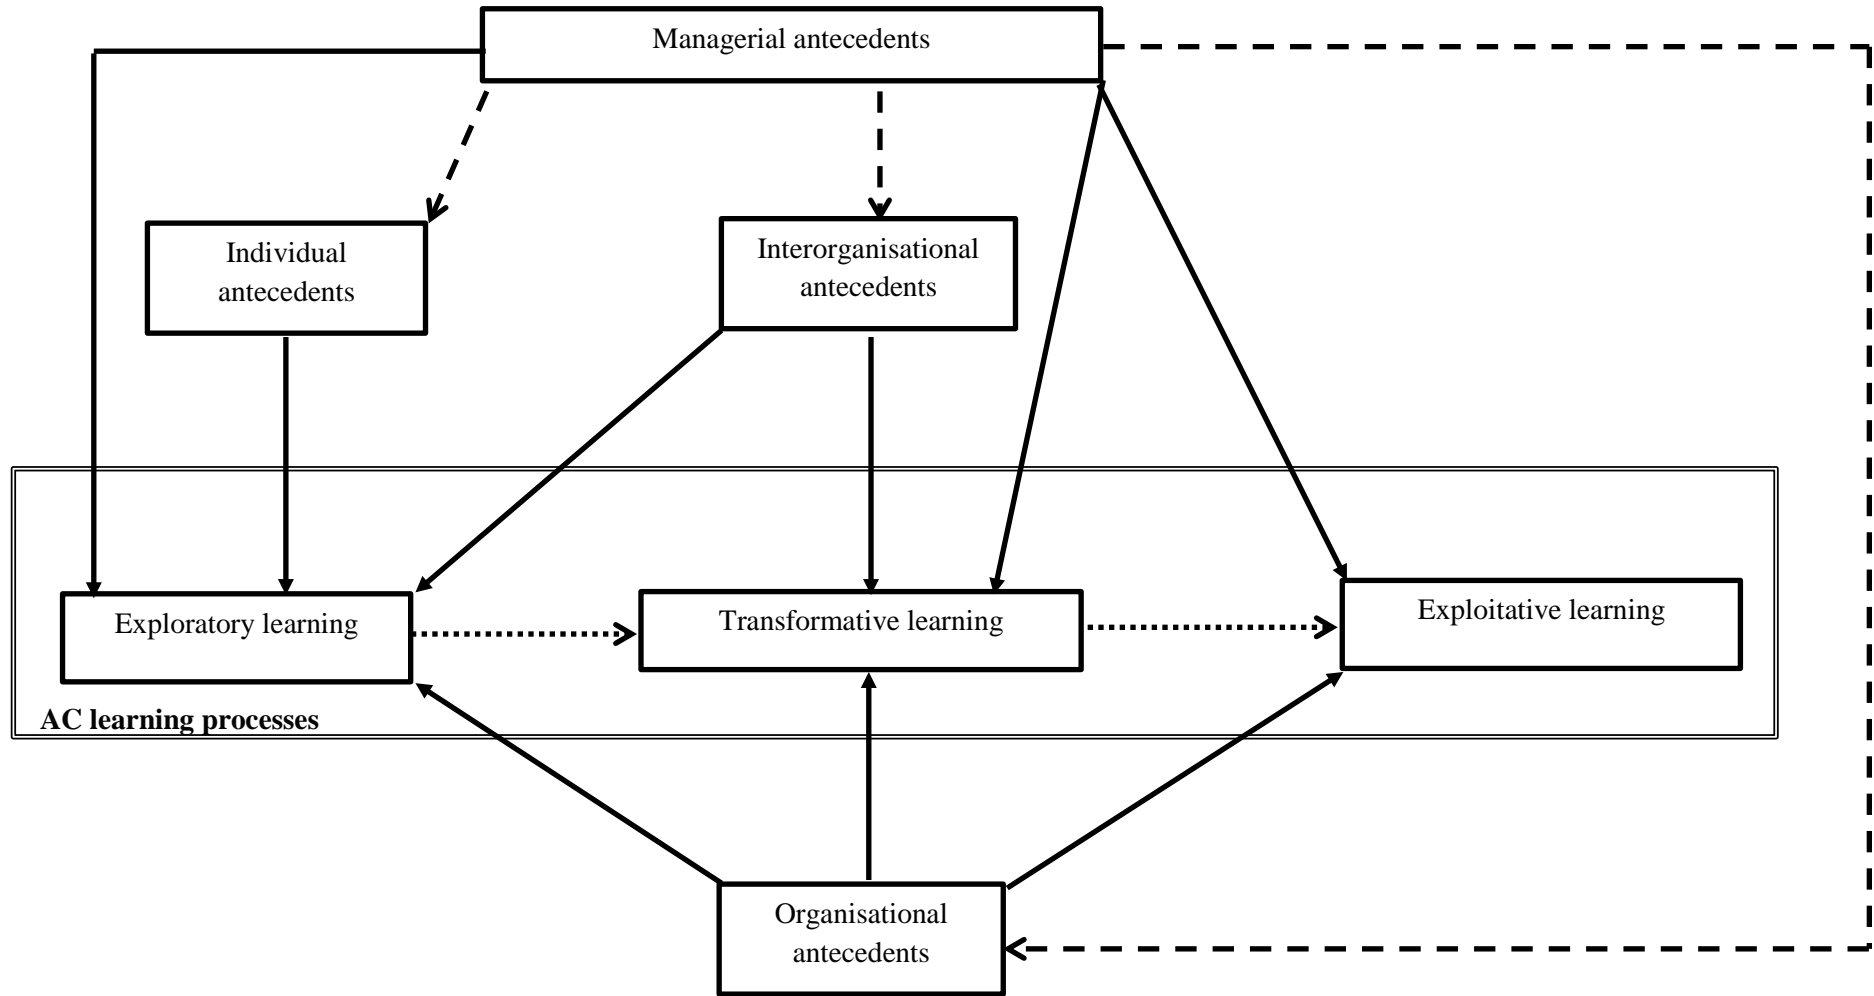 Managerial antecedents
Individual
antecedents
Interorganisational
antecedents
Exploratory learning
Transformative learning
Exploitative learning
AC learning processes
Organisational
antecedents